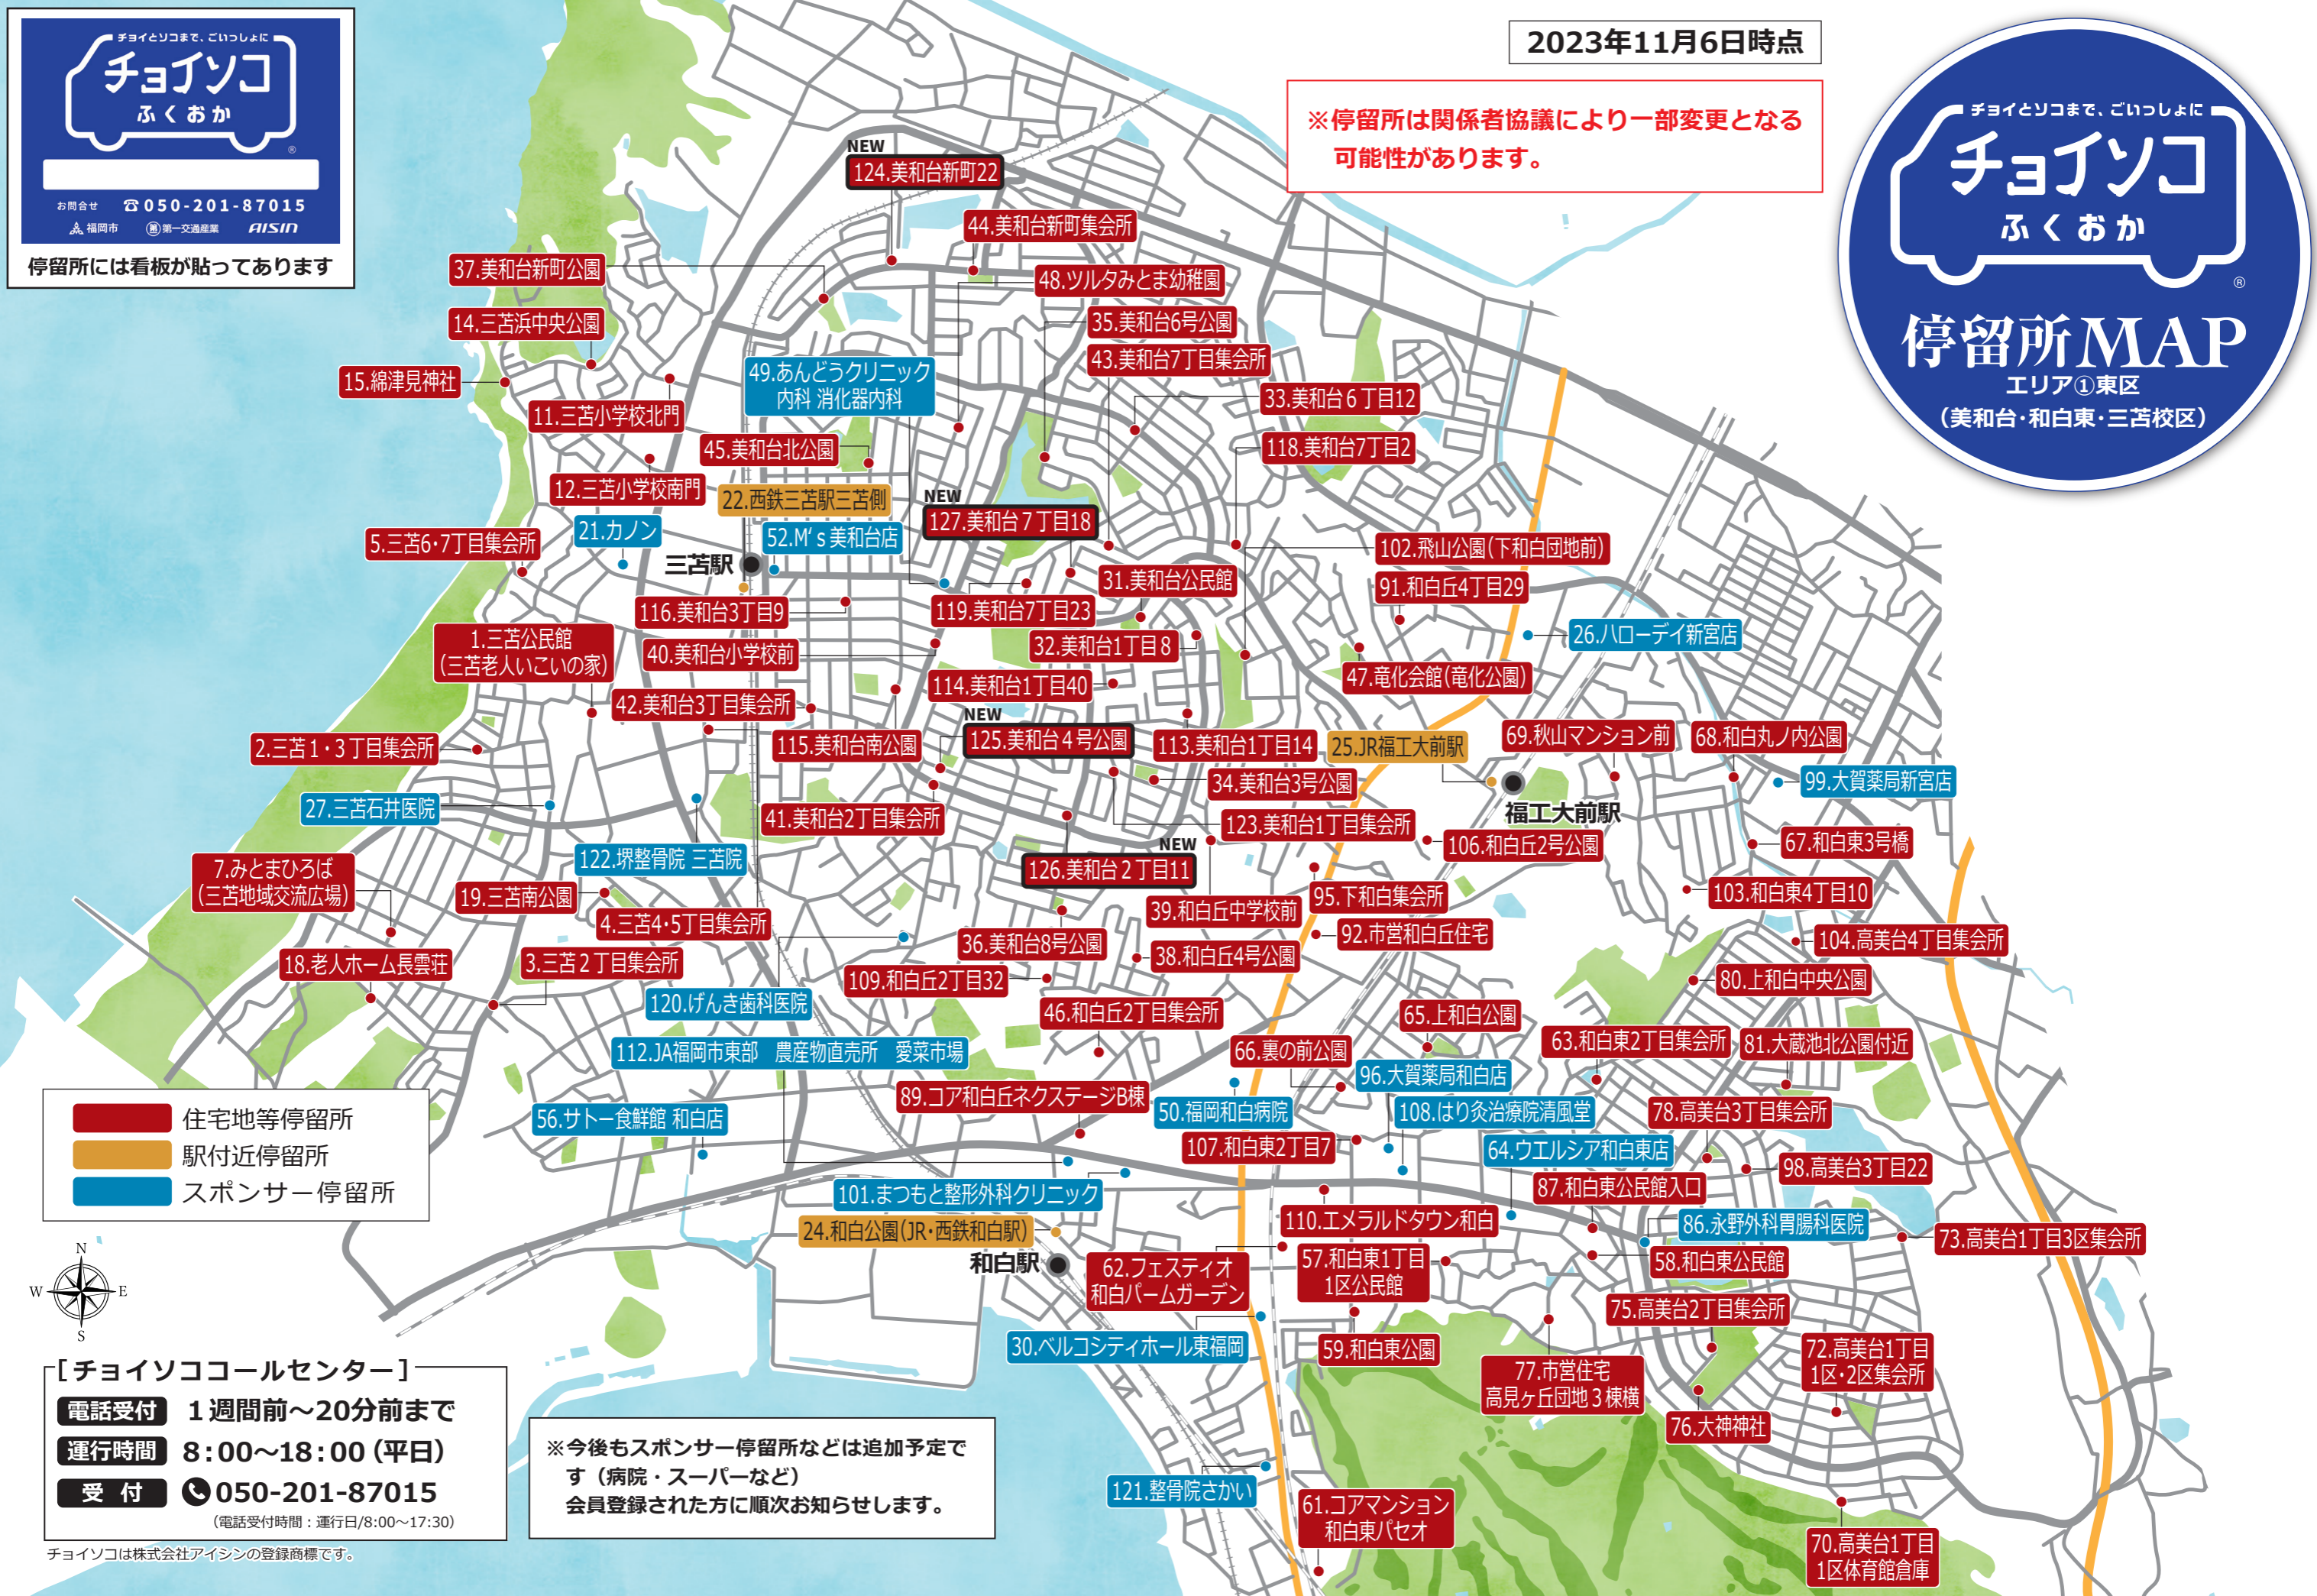 チョイとソコまで、ごいっしょに
チョイソコ
ふくおか
®
お問合せ ☎050-201-87015
福岡市 第一交通産業 AISIN
停留所には看板が貼ってあります
2023年11月6日時点
※停留所は関係者協議により一部変更となる
可能性があります。
チョイとソコまで、ごいっしょに
チョイソコ
ふくおか
®
停留所MAP
エリア①東区
（美和台・和白東・三苫校区）
NEW
124.美和台新町22
44.美和台新町集会所
37.美和台新町公園
48.ツルタみとま幼稚園
14.三苫浜中央公園
35.美和台6号公園
43.美和台7丁目集会所
15.綿津見神社
49.あんどうクリニック
内科 消化器内科
33.美和台６丁目12
11.三苫小学校北門
45.美和台北公園
118.美和台7丁目2
12.三苫小学校南門
22.西鉄三苫駅三苫側
NEW
127.美和台７丁目18
21.カノン
52.M’s 美和台店
5.三苫6・7丁目集会所
三苫駅
102.飛山公園(下和白団地前)
31.美和台公民館
91.和白丘4丁目29
116.美和台3丁目9
119.美和台7丁目23
26.ハローデイ新宮店
1.三苫公民館
(三苫老人いこいの家)
40.美和台小学校前
32.美和台1丁目8
114.美和台1丁目40
47.竜化会館(竜化公園)
42.美和台3丁目集会所
NEW
125.美和台４号公園
115.美和台南公園
113.美和台1丁目14
25.JR福工大前駅
69.秋山マンション前
68.和白丸ノ内公園
2.三苫１・３丁目集会所
34.美和台3号公園
99.大賀薬局新宮店
27.三苫石井医院
福工大前駅
41.美和台2丁目集会所
123.美和台1丁目集会所
106.和白丘2号公園
67.和白東3号橋
122.堺整骨院 三苫院
NEW
126.美和台２丁目11
7.みとまひろば
(三苫地域交流広場)
19.三苫南公園
95.下和白集会所
103.和白東4丁目10
39.和白丘中学校前
4.三苫4・5丁目集会所
92.市営和白丘住宅
104.高美台4丁目集会所
36.美和台8号公園
38.和白丘4号公園
18.老人ホーム長雲荘
3.三苫２丁目集会所
109.和白丘2丁目32
80.上和白中央公園
120.げんき歯科医院
46.和白丘2丁目集会所
65.上和白公園
63.和白東2丁目集会所
81.大蔵池北公園付近
112.JA福岡市東部　農産物直売所　愛菜市場
66.裏の前公園
96.大賀薬局和白店
89.コア和白丘ネクステージB棟
50.福岡和白病院
108.はり灸治療院清風堂
78.高美台3丁目集会所
56.サトー食鮮館 和白店
107.和白東2丁目7
64.ウエルシア和白東店
98.高美台3丁目22
101.まつもと整形外科クリニック
87.和白東公民館入口
24.和白公園(JR・西鉄和白駅)
110.エメラルドタウン和白
86.永野外科胃腸科医院
73.高美台1丁目3区集会所
和白駅
62.フェスティオ
和白パームガーデン
57.和白東1丁目
1区公民館
58.和白東公民館
75.高美台2丁目集会所
30.ベルコシティホール東福岡
59.和白東公園
72.高美台1丁目
1区・2区集会所
77.市営住宅
高見ヶ丘団地３棟横
76.大神神社
121.整骨院さかい
61.コアマンション
和白東パセオ
70.高美台1丁目
1区体育館倉庫
住宅地等停留所
駅付近停留所
スポンサー停留所
N
W E
S
［チョイソココールセンター］
電話受付 １週間前～20分前まで
運行時間 8：00～18：00（平日）
受 付 050-201-87015
（電話受付時間：運行日/8:00～17:30）
チョイソコは株式会社アイシンの登録商標です。
※今後もスポンサー停留所などは追加予定で
す（病院・スーパーなど）
会員登録された方に順次お知らせします。